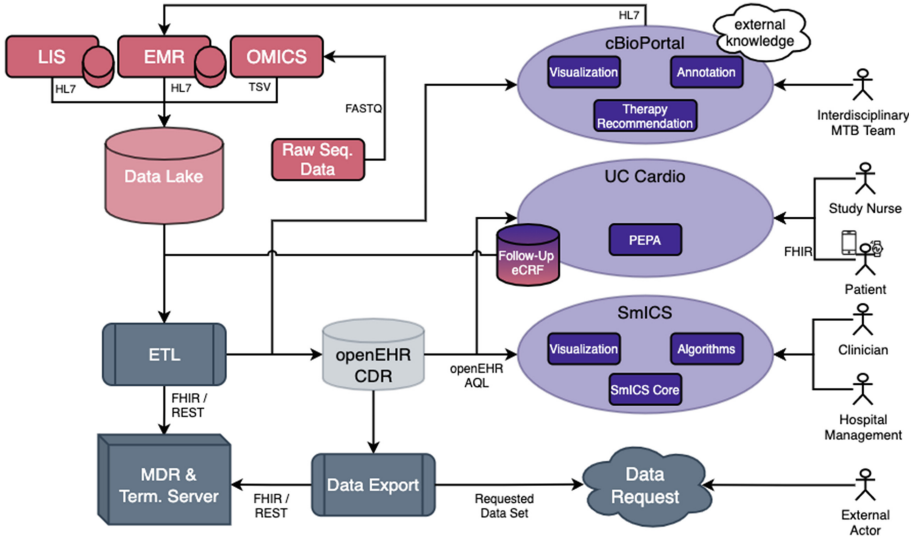 HL7
external
knowledge
LIS
EMR
OMICS
cBioPortal
Visualization
Annotation
HL7
HL7
TSV
FASTQ
Therapy
Recommendation
Interdisciplinary
MTB Team
Raw Seq.
Data
Data Lake
UC Cardio
Study Nurse
PEPA
FHIR
Follow-Up
eCRF
Patient
SmICS
ETL
openEHR
CDR
Visualization
Algorithms
Clinician
openEHR
AQL
SmICS Core
FHIR /
REST
Hospital
Management
MDR &
Term. Server
Data Export
Data
Request
FHIR /
REST
Requested
Data Set
External
Actor